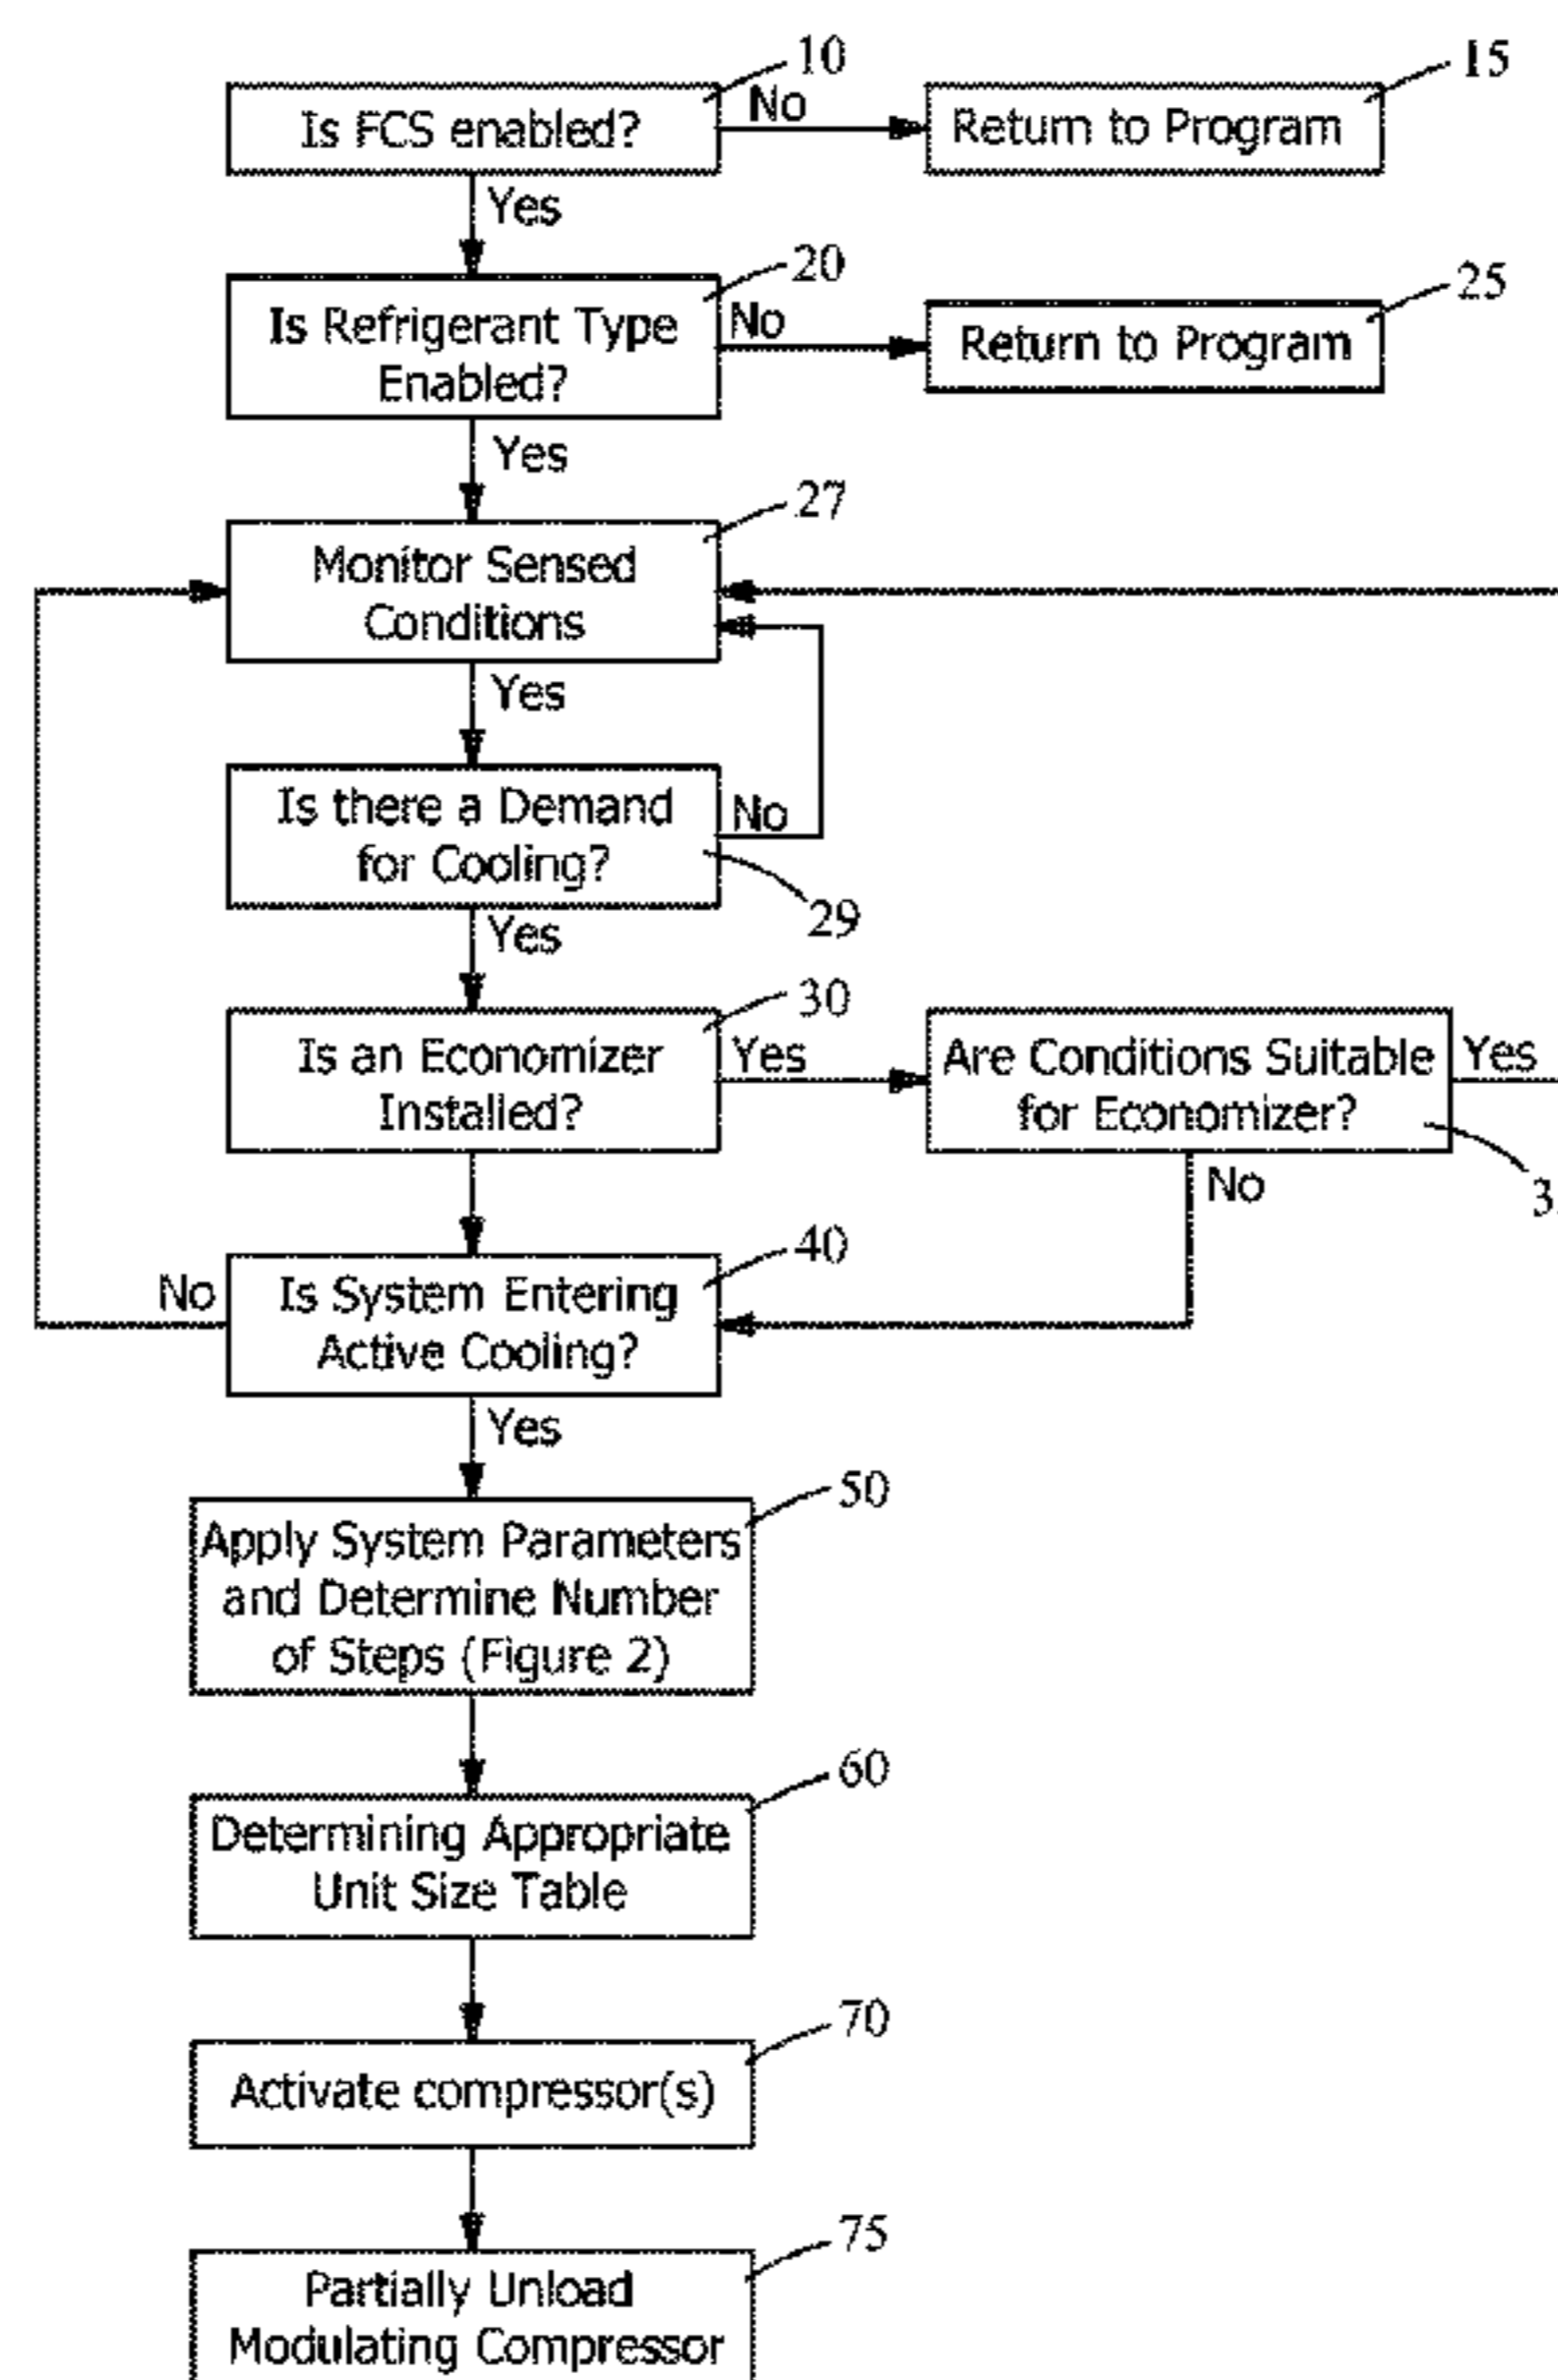 10
15
Is FCS enabled?
No
Return to Program
Yes
20
25
Is Refrigerant Type
Enabled?
No
Return to Program
Yes
27
Monitor Sensed
Conditions
Yes
Is there a Demand
for Cooling?
No
29
Yes
30
Is an Economizer
Installed?
Yes
Are Conditions Suitable
for Economizer?
Yes
No
40
No
Is System Entering
Active Cooling?
Yes
50
Apply System Parameters
and Determine Number
of Steps (Figure 2)
60
Determining Appropriate
Unit Size Table
70
Activate compressor(s)
75
Partially Unload
Modulating Compressor